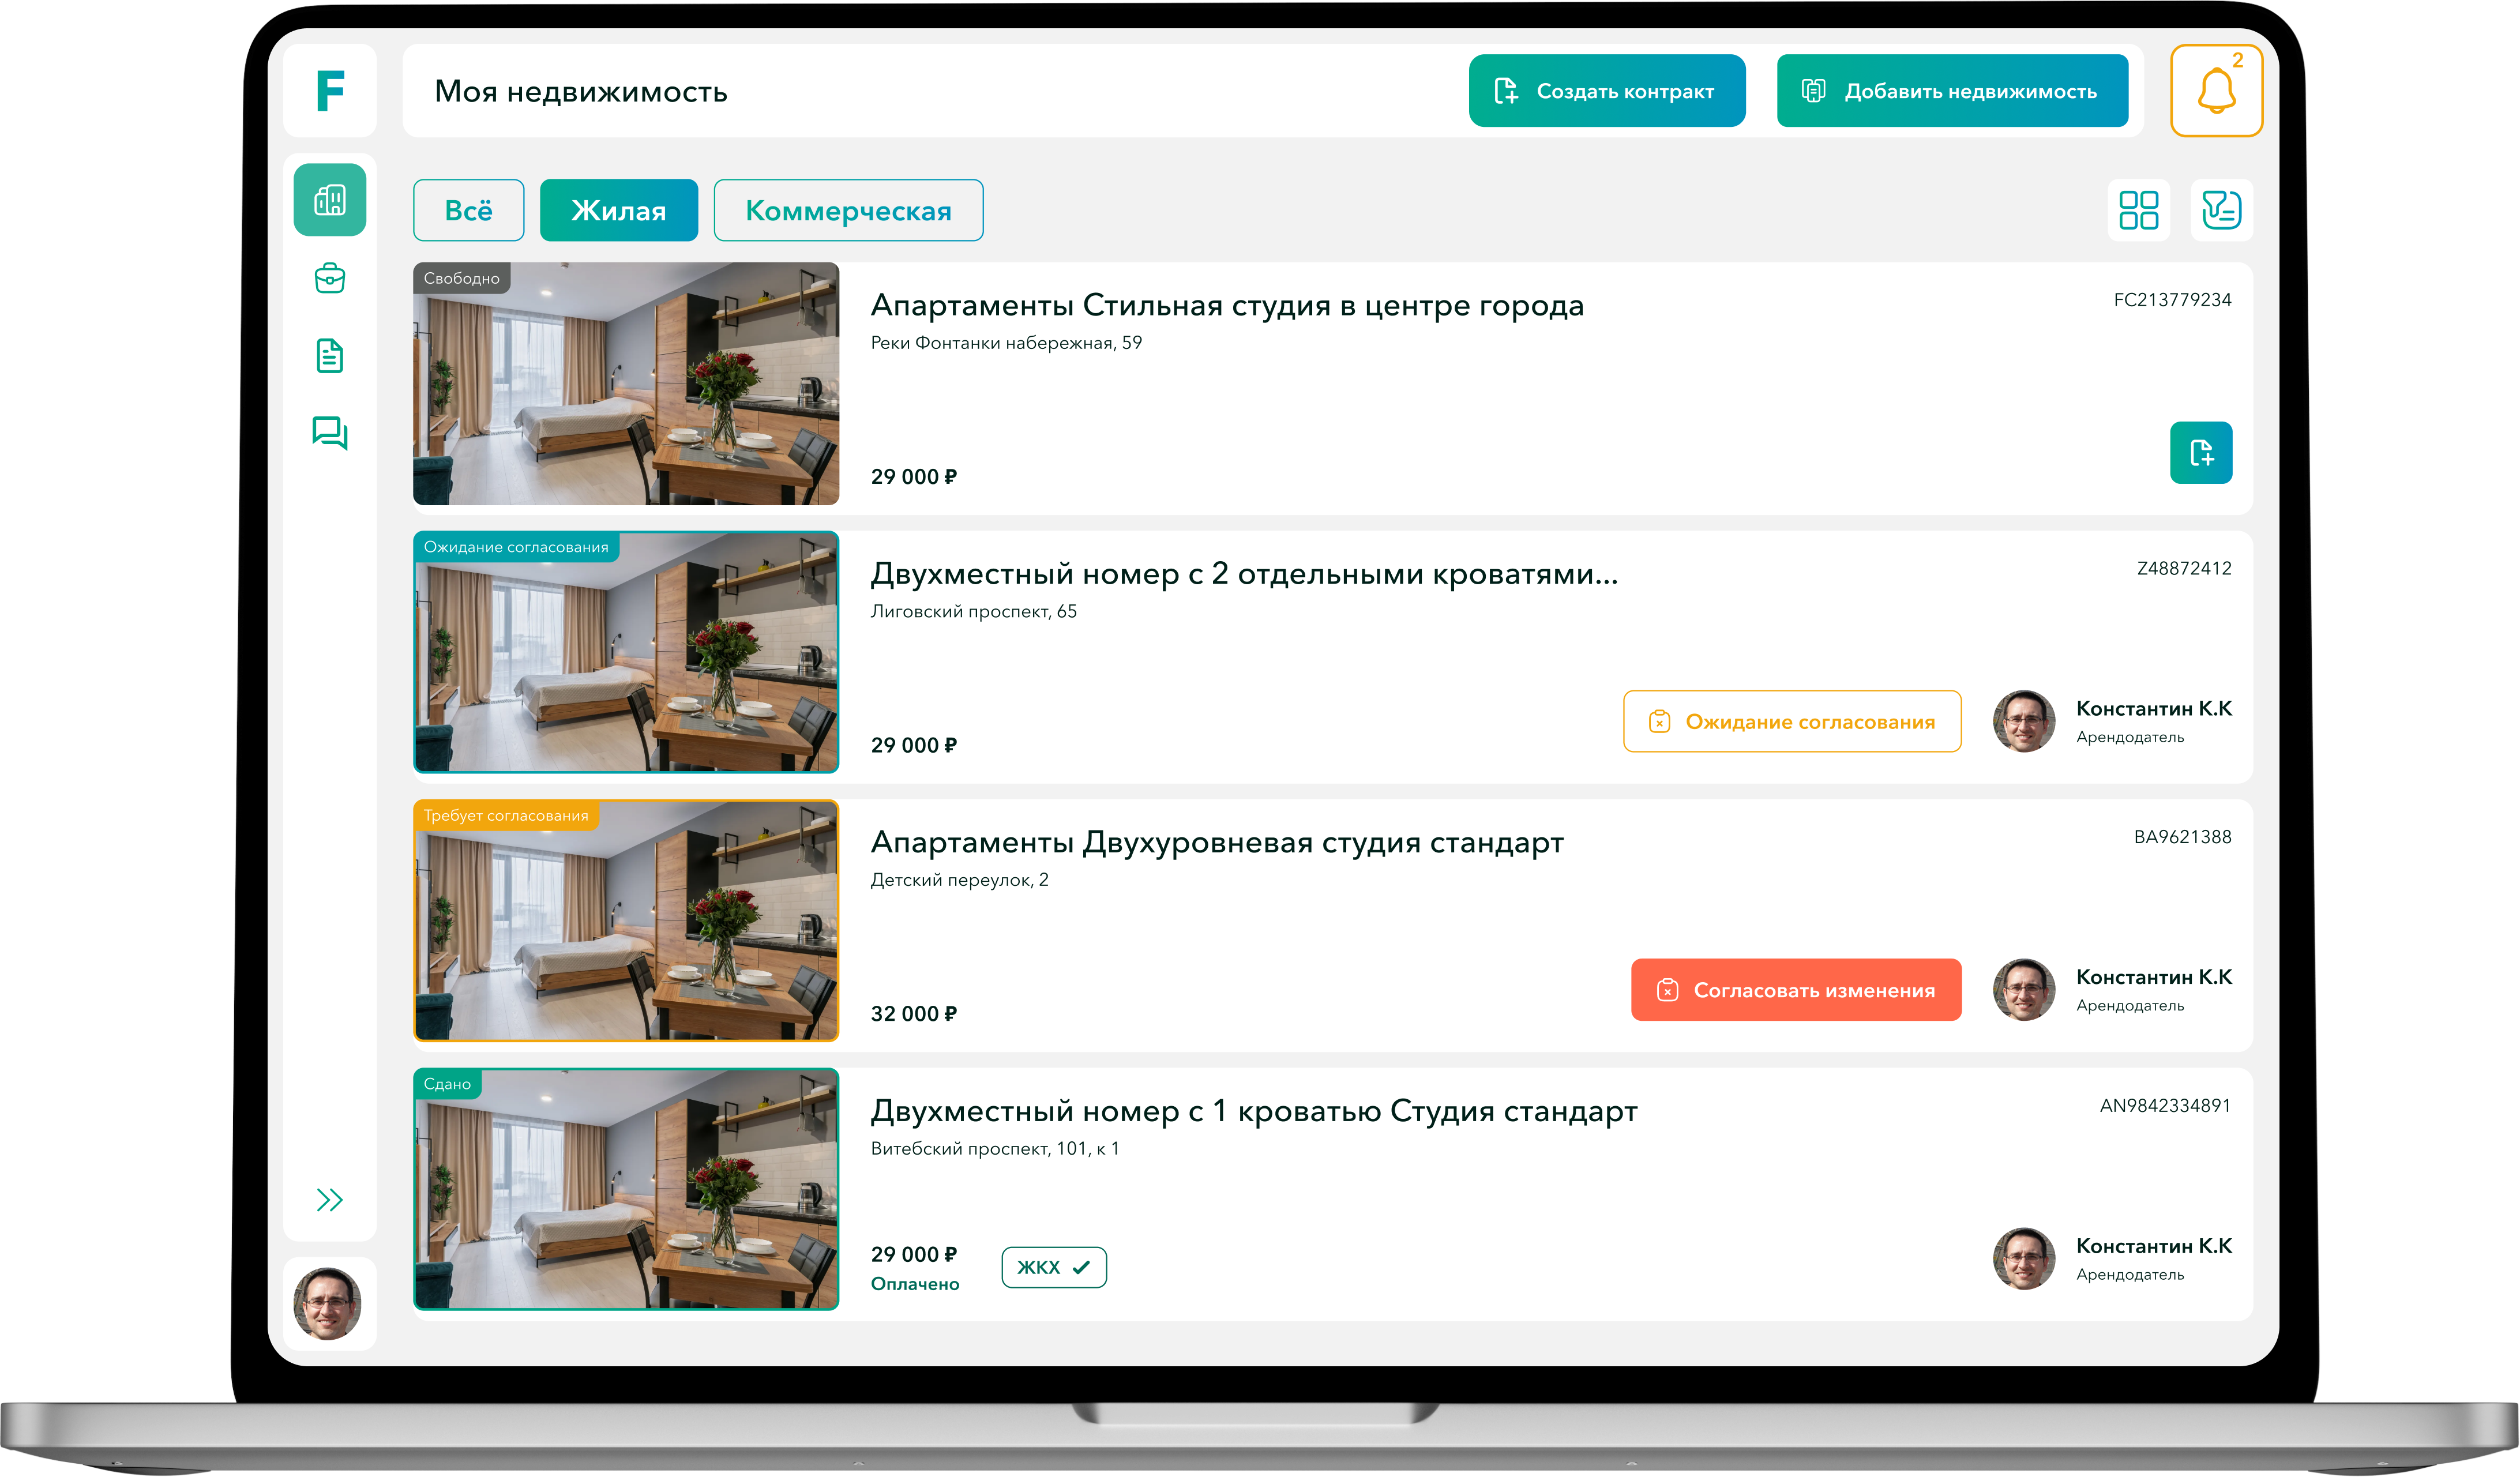 F
Моя недвижимость
Создать контракт
Добавить недвижимость
2
Всё
Жилая
Коммерческая
Свободно
Апартаменты Стильная студия в центре города
FC213779234
Реки Фонтанки набережная, 59
29 000 ₽
Ожидание согласования
Двухместный номер с 2 отдельными кроватями...
Z48872412
Лиговский проспект, 65
29 000 ₽
Ожидание согласования
Константин К.К
Арендодатель
Требует согласования
Апартаменты Двухуровневая студия стандарт
BA9621388
Детский переулок, 2
32 000 ₽
Согласовать изменения
Константин К.К
Арендодатель
Сдано
Двухместный номер с 1 кроватью Студия стандарт
AN9842334891
Витебский проспект, 101, к 1
29 000 ₽
Оплачено
ЖКХ
Константин К.К
Арендодатель